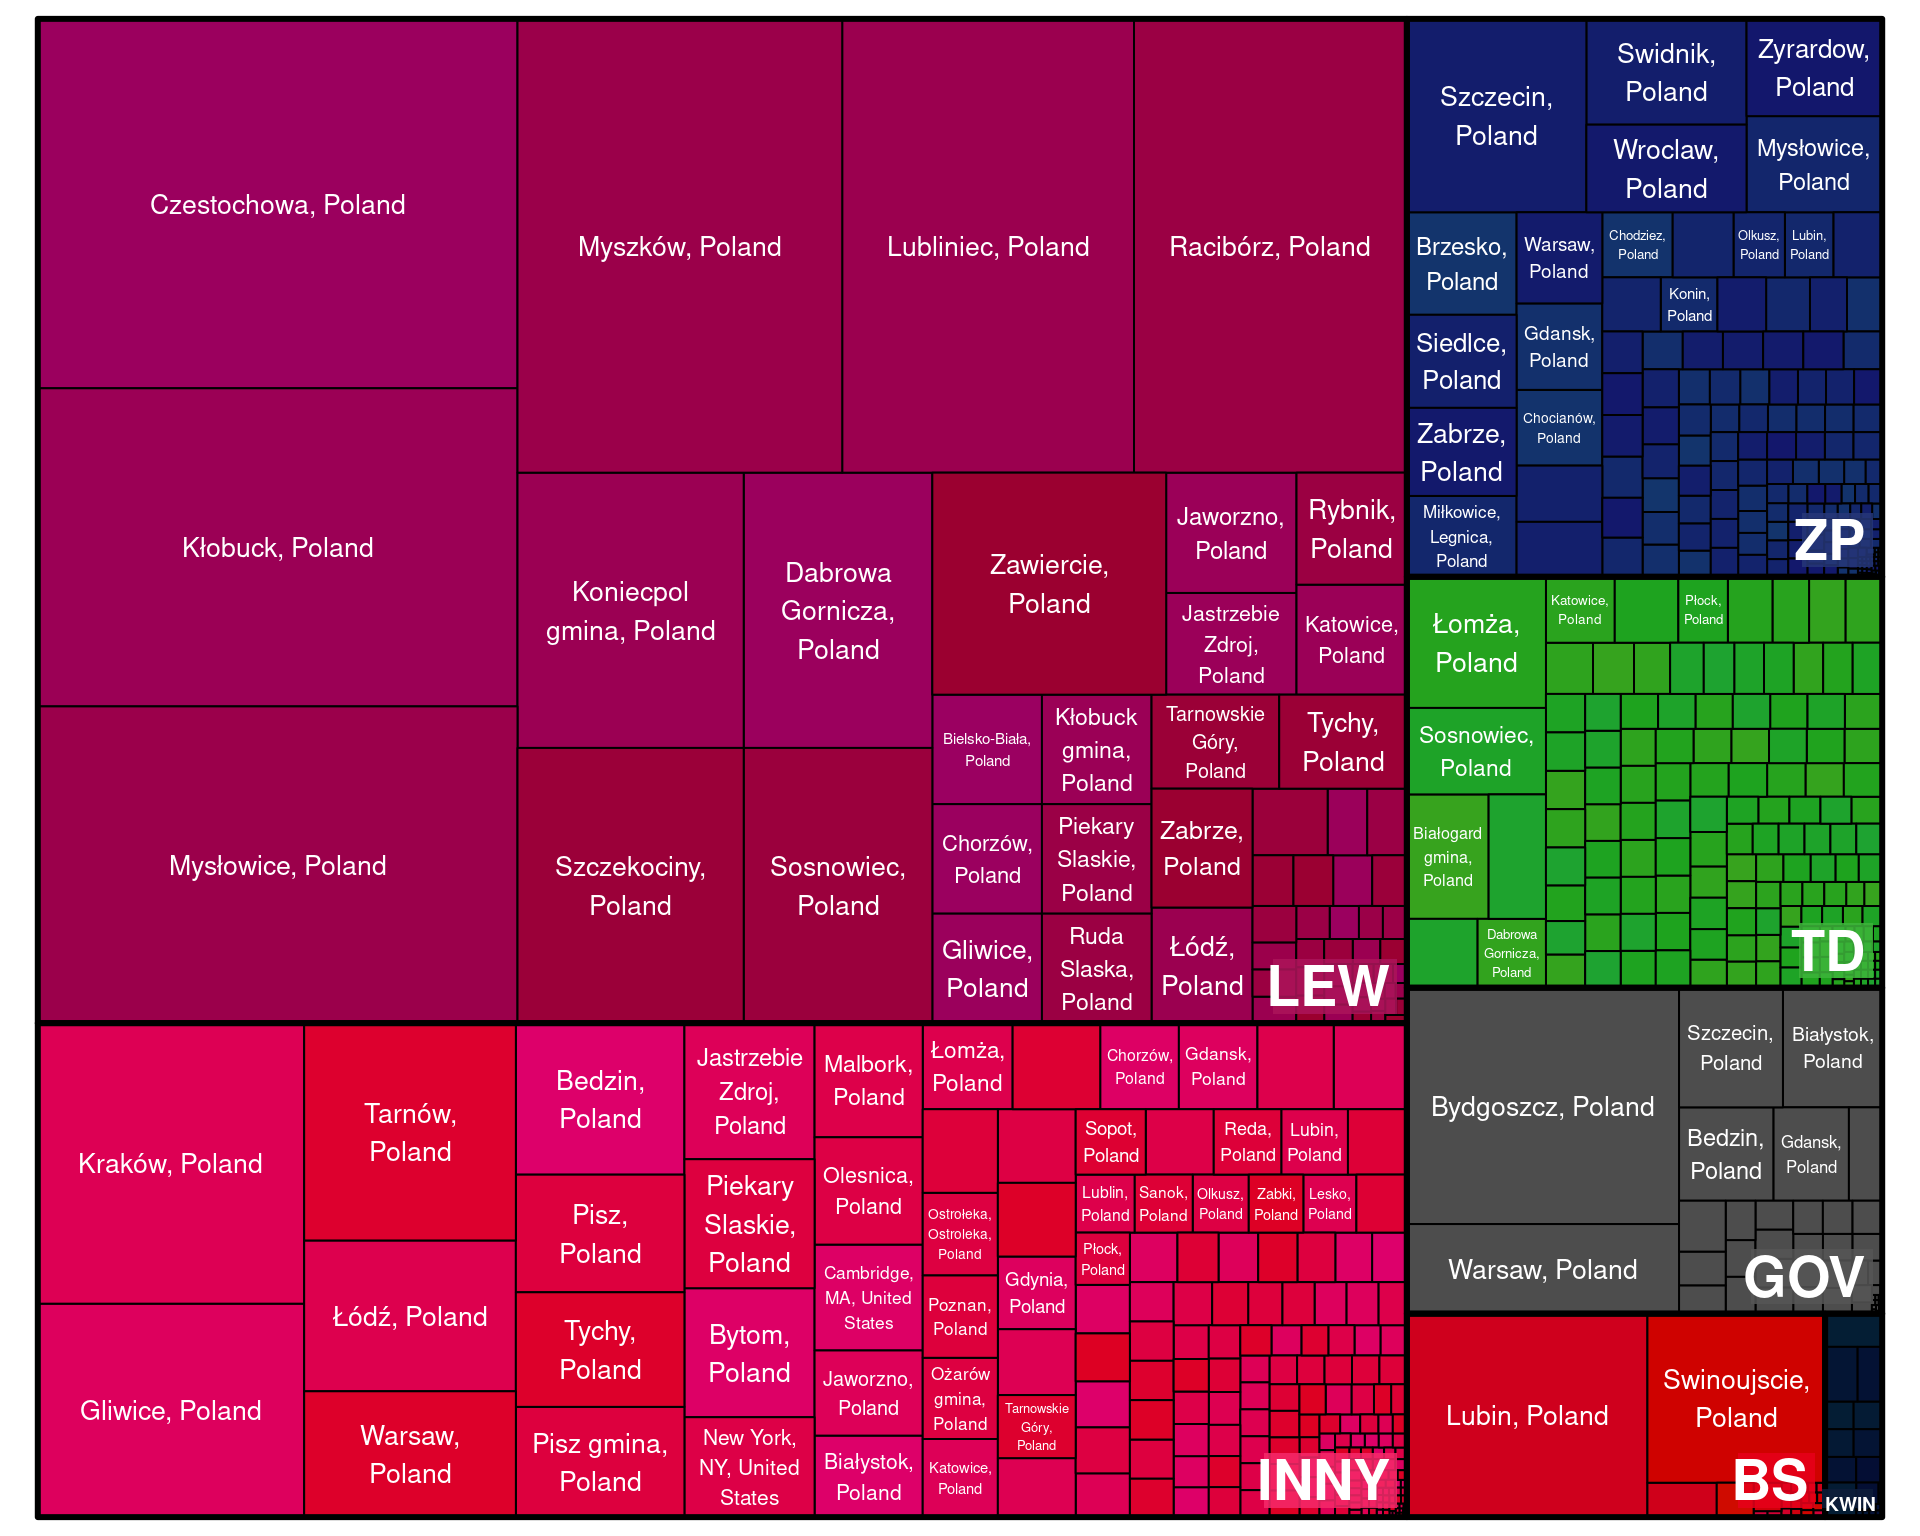 Czestochowa, Poland
Kłobuck, Poland
Mysłowice, Poland
Myszków, Poland
Lubliniec, Poland
Racibórz, Poland
Koniecpol
gmina, Poland
Dabrowa
Gornicza,
Poland
Szczekociny,
Poland
Sosnowiec,
Poland
Zawiercie,
Poland
Jaworzno,
Poland
Rybnik,
Poland
Jastrzebie
Zdroj,
Poland
Katowice,
Poland
Bielsko-Biała,
Poland
Kłobuck
gmina,
Poland
Tarnowskie
Góry,
Poland
Tychy,
Poland
Chorzów,
Poland
Piekary
Slaskie,
Poland
Zabrze,
Poland
Gliwice,
Poland
Ruda
Slaska,
Poland
Łódź,
Poland
LEW
Kraków, Poland
Gliwice, Poland
Tarnów,
Poland
Łódź, Poland
Warsaw,
Poland
Bedzin,
Poland
Pisz,
Poland
Tychy,
Poland
Pisz gmina,
Poland
Jastrzebie
Zdroj,
Poland
Piekary
Slaskie,
Poland
Bytom,
Poland
New York,
NY, United
States
Malbork,
Poland
Olesnica,
Poland
Cambridge,
MA, United
States
Jaworzno,
Poland
Białystok,
Poland
Łomża,
Poland
Chorzów,
Poland
Gdansk,
Poland
Ostrołeka,
Ostroleka,
Poland
Poznan,
Poland
Ożarów
gmina,
Poland
Katowice,
Poland
Gdynia,
Poland
Tarnowskie
Góry,
Poland
Sopot,
Poland
Reda,
Poland
Lubin,
Poland
Lublin,
Poland
Sanok,
Poland
Olkusz,
Poland
Zabki,
Poland
Lesko,
Poland
Płock,
Poland
INNY
Szczecin,
Poland
Swidnik,
Poland
Zyrardow,
Poland
Wroclaw,
Poland
Mysłowice,
Poland
Brzesko,
Poland
Siedlce,
Poland
Zabrze,
Poland
Miłkowice,
Legnica,
Poland
Warsaw,
Poland
Gdansk,
Poland
Chocianów,
Poland
Chodziez,
Poland
Olkusz,
Poland
Lubin,
Poland
Konin,
Poland
ZP
Łomża,
Poland
Sosnowiec,
Poland
Białogard
gmina,
Poland
Dabrowa
Gornicza,
Poland
Katowice,
Poland
Płock,
Poland
TD
Bydgoszcz, Poland
Warsaw, Poland
Szczecin,
Poland
Białystok,
Poland
Bedzin,
Poland
Gdansk,
Poland
GOV
Lubin, Poland
Swinoujscie,
Poland
BS
KWIN